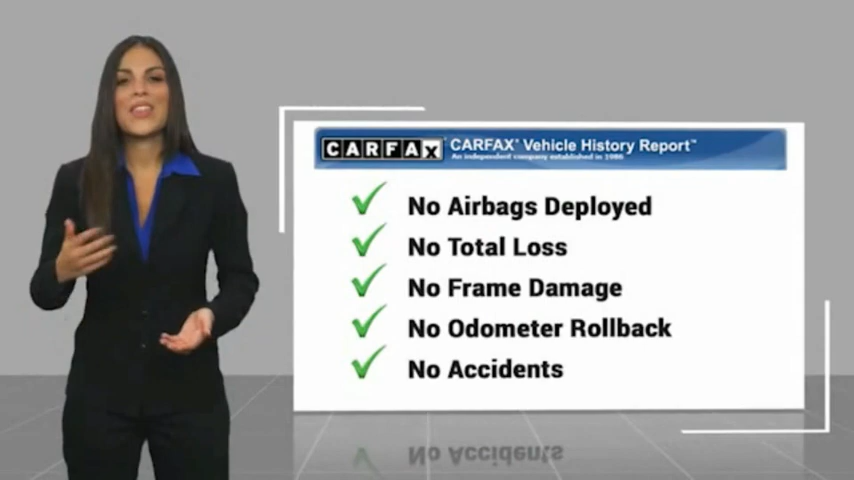 CARFAX CARFAX® Vehicle History Report™
An independent company established in 1986
No Airbags Deployed
No Total Loss
No Frame Damage
No Odometer Rollback
No Accidents
No Accidents